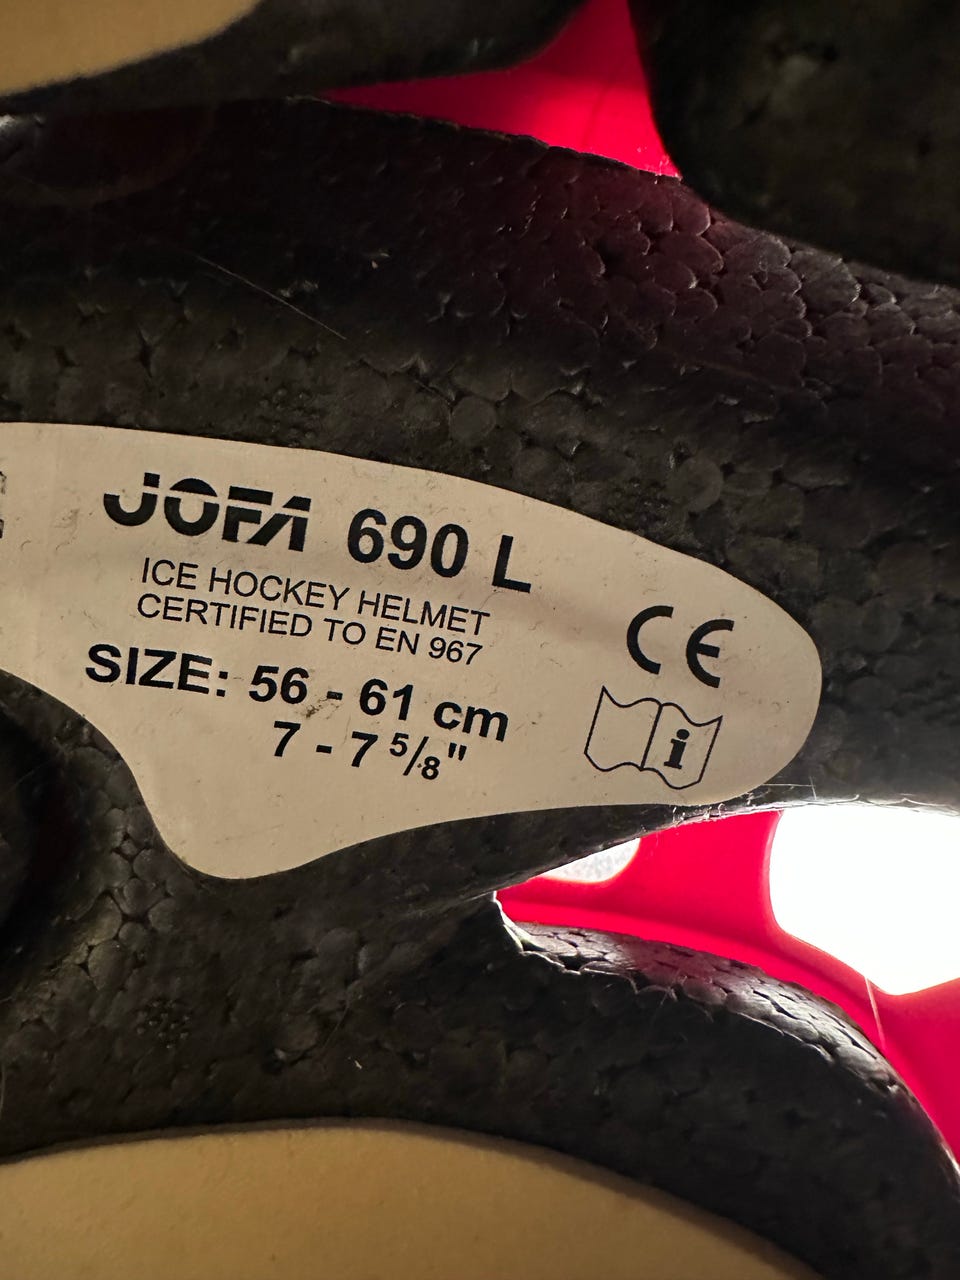 JOFA 690 L
ICE HOCKEY HELMET
CERTIFIED TO EN 967
SIZE: 56 - 61 cm
7 - 7 5/8"
CE
i